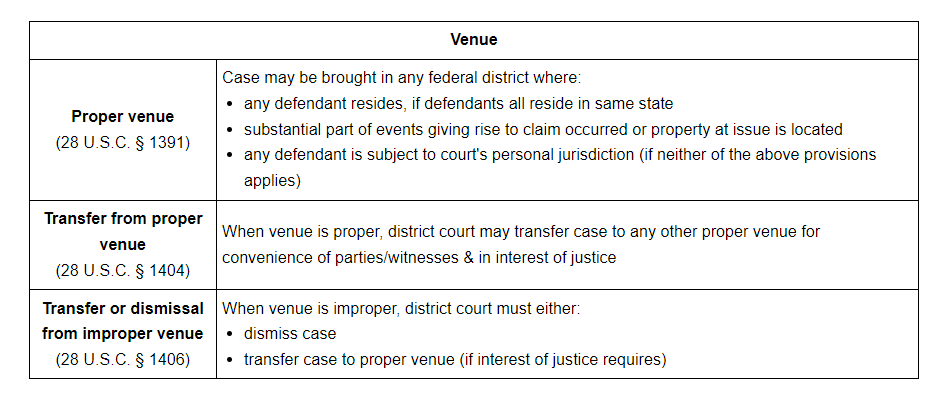 Venue
Proper venue
(28 U.S.C. § 1391)
Case may be brought in any federal district where:
• any defendant resides, if defendants all reside in same state
• substantial part of events giving rise to claim occurred or property at issue is located
• any defendant is subject to court's personal jurisdiction (if neither of the above provisions
applies)
Transfer from proper
venue
(28 U.S.C. § 1404)
When venue is proper, district court may transfer case to any other proper venue for
convenience of parties/witnesses & in interest of justice
Transfer or dismissal
from improper venue
(28 U.S.C. § 1406)
When venue is improper, district court must either:
• dismiss case
• transfer case to proper venue (if interest of justice requires)